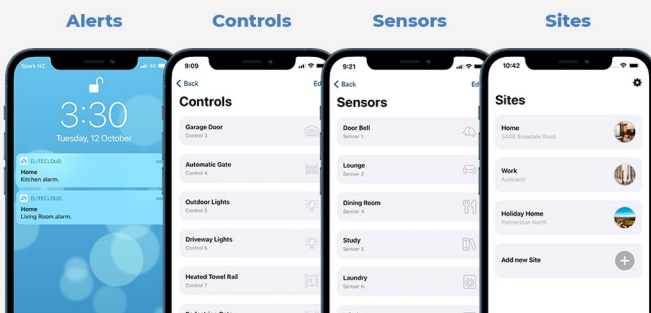 Alerts
Controls
Sensors
Sites
Spark NZ
4G
3:30
Tuesday, 12 October
ELITECLOUD
Home
Kitchen alarm.
ELITECLOUD
Home
Living Room alarm.
9:09
Back
Controls
Garage Door
Control 3
Automatic Gate
Control 4
Outdoor Lights
Control 5
Driveway Lights
Control 6
Heated Towel Rail
Control 7
9:21
Back
Sensors
Door Bell
Sensor 1
Lounge
Sensor 2
Dining Room
Sensor 4
Study
Sensor 5
Laundry
Sensor 6
10:42
Sites
Home
Rosedale Road
Work
Auckland
Holiday Home
Palmerston North
Add new Site